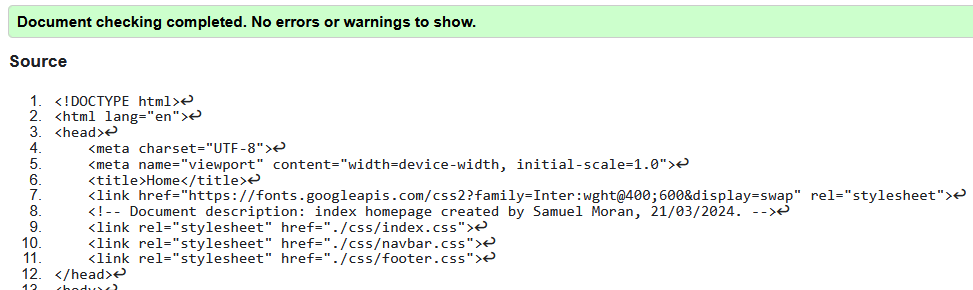 Document checking completed. No errors or warnings to show.
Source
1. <!DOCTYPE html>↩
2. <html lang="en">↩
3. <head>↩
4.     <meta charset="UTF-8">↩
5.     <meta name="viewport" content="width=device-width, initial-scale=1.0">↩
6.     <title>Home</title>↩
7.     <link href="https://fonts.googleapis.com/css2?family=Inter:wght@400;600&display=swap" rel="stylesheet">↩
8.     <!-- Document description: index homepage created by Samuel Moran, 21/03/2024. -->↩
9.     <link rel="stylesheet" href="./css/index.css">↩
10.     <link rel="stylesheet" href="./css/navbar.css">↩
11.     <link rel="stylesheet" href="./css/footer.css">↩
12. </head>↩
13. <body>↩